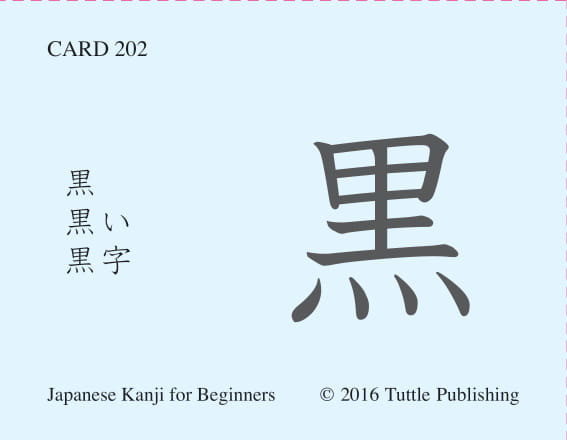 CARD 202
黒
黒い
黒字
黒
Japanese Kanji for Beginners © 2016 Tuttle Publishing